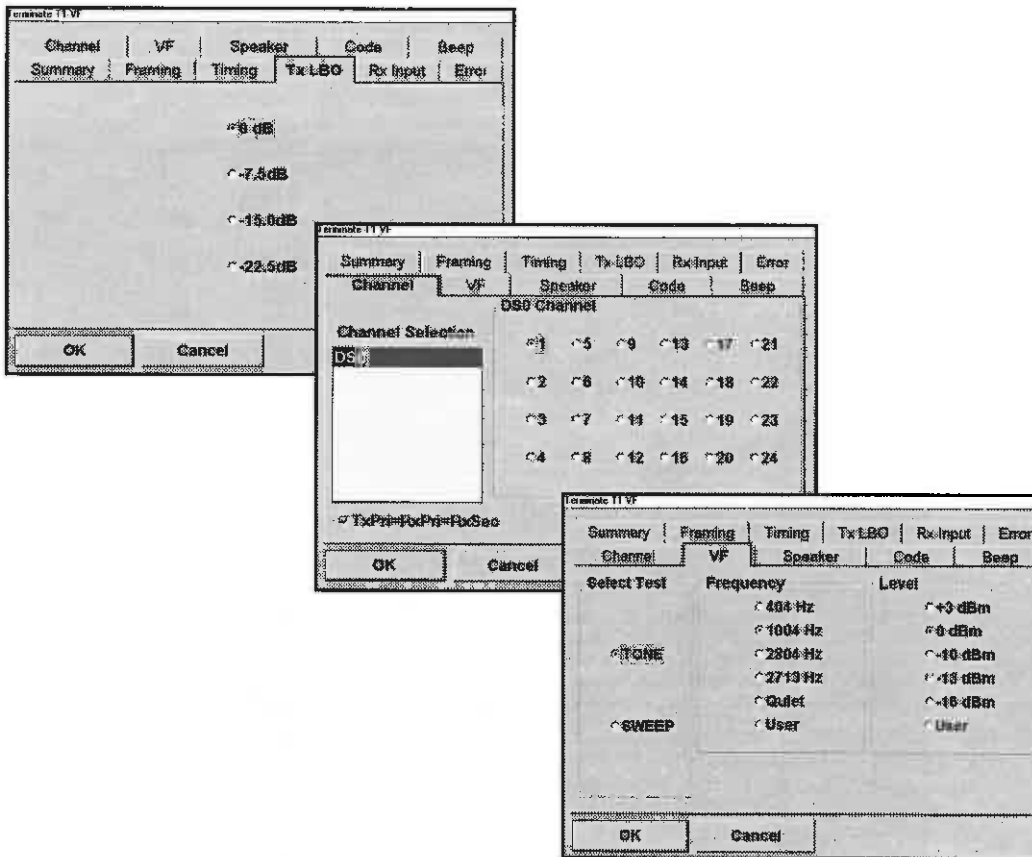 Terminate T1 VF
Channel VF Speaker Code Beep
Summary Framing Timing Tx LBO Rx Input Error
0 dB
-7.5dB
-15.0dB
-22.5dB
OK Cancel
Terminate T1 VF
Summary Framing Timing Tx LBO Rx Input Error
Channel VF Speaker Code Beep
Channel Selection
DS0
DS0 Channel
1 5 9 13 17 21
2 6 10 14 18 22
3 7 11 15 19 23
4 8 12 16 20 24
TxPri=RxPri=RxSec
OK Cancel
Terminate T1 VF
Summary Framing Timing Tx LBO Rx Input Error
Channel VF Speaker Code Beep
Select Test
TONE
SWEEP
Frequency
404 Hz
1004 Hz
2804 Hz
2713 Hz
Quiet
User
Level
+3 dBm
0 dBm
-10 dBm
-13 dBm
-16 dBm
User
OK Cancel